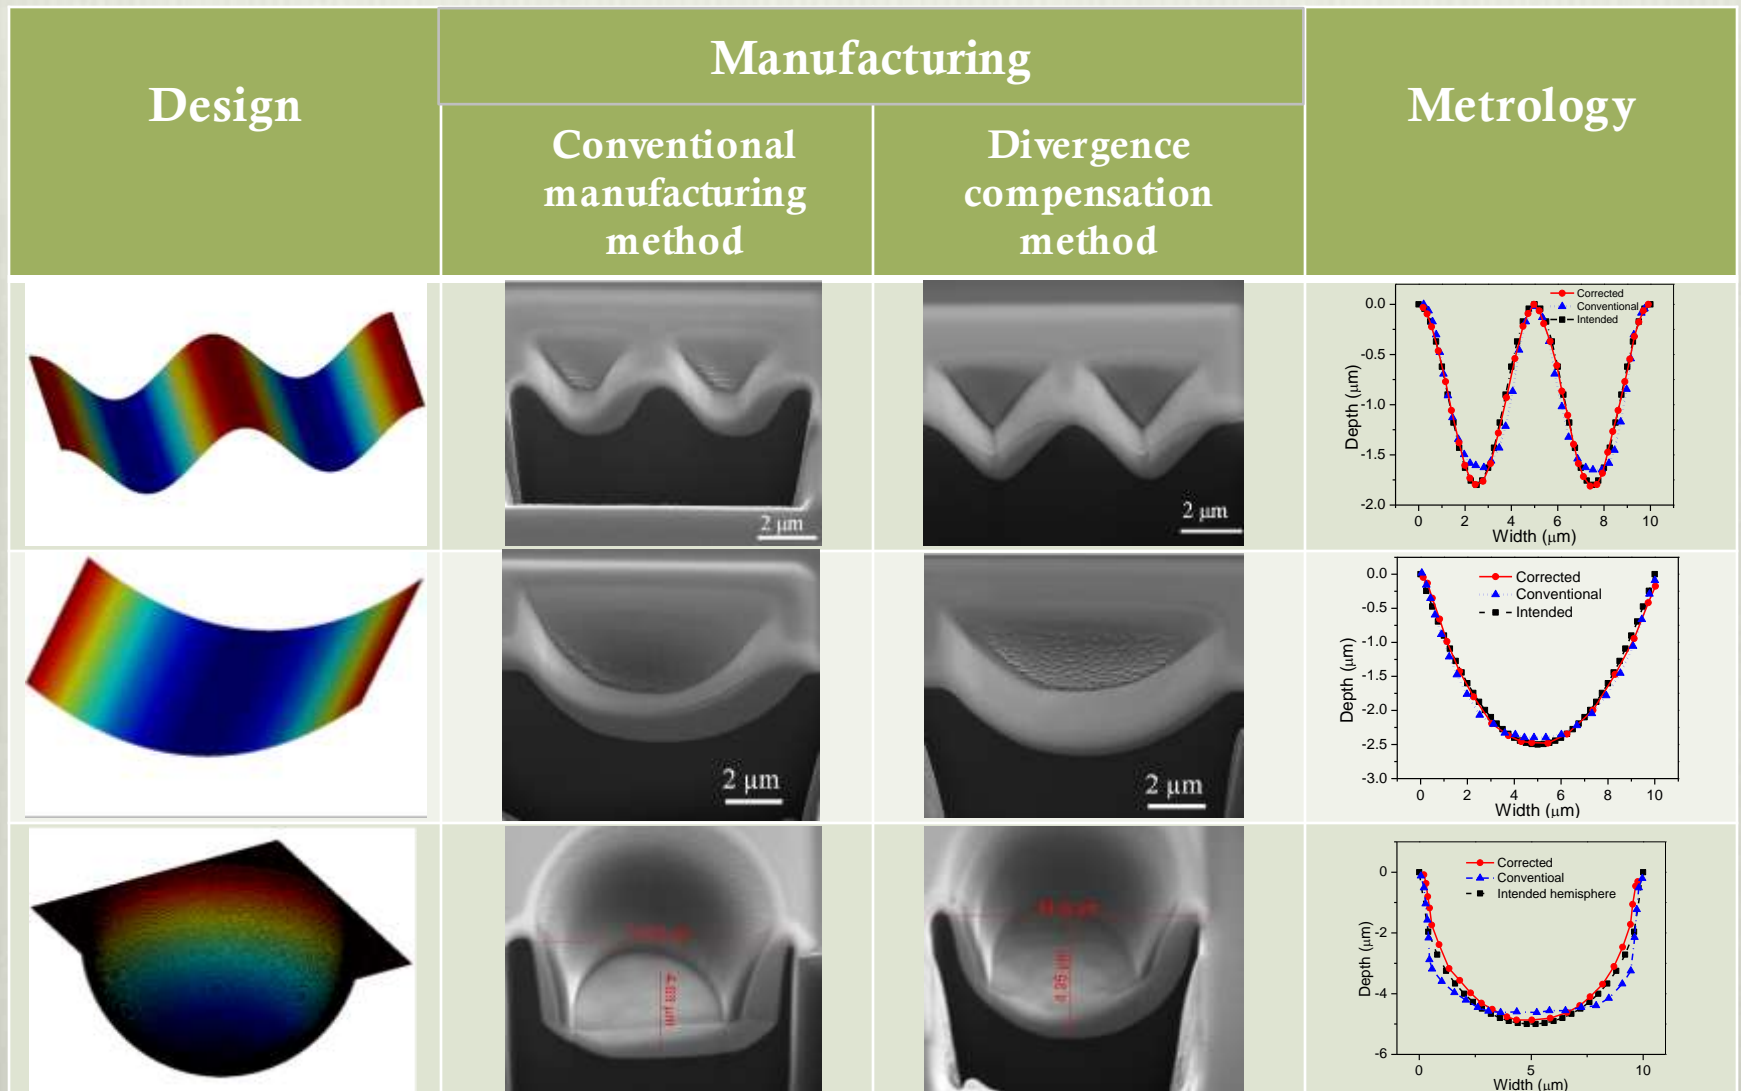 Design
Manufacturing
Metrology
Conventional
manufacturing
method
Divergence
compensation
method
2 μm
2 μm
Corrected
Conventional
Intended
0.0
-0.5
-1.0
-1.5
-2.0
Depth (μm)
0 2 4 6 8 10
Width (μm)
2 μm
2 μm
Corrected
Conventional
Intended
0.0
-0.5
-1.0
-1.5
-2.0
-2.5
-3.0
Depth (μm)
0 2 4 6 8 10
Width (μm)
Corrected
Conventioal
Intended hemisphere
0
-2
-4
-6
Depth (μm)
0 5 10
Width (μm)